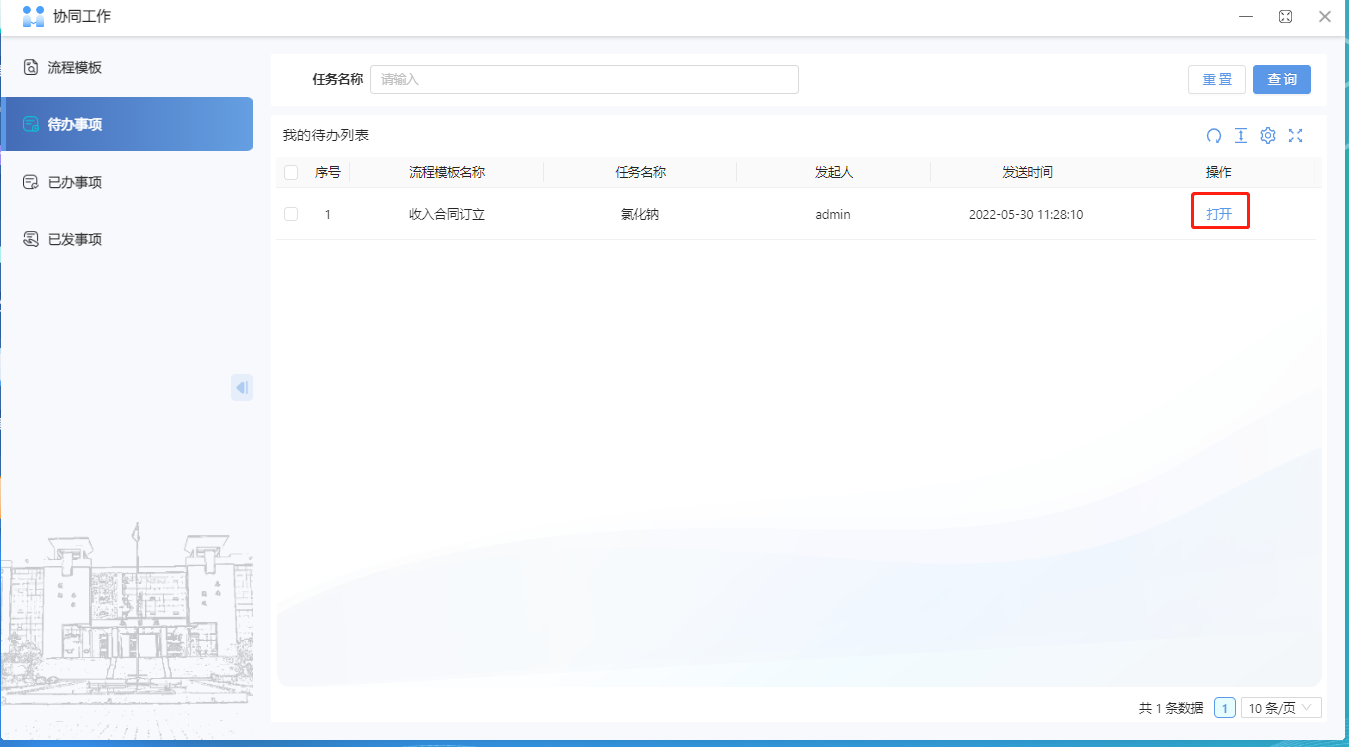 协同工作
流程模板
待办事项
已办事项
已发事项
任务名称 请输入 重置 查询
我的待办列表
序号 流程模板名称 任务名称 发起人 发送时间 操作
1 收入合同订立 氯化钠 admin 2022-05-30 11:28:10 打开
共 1 条数据 1 10 条/页